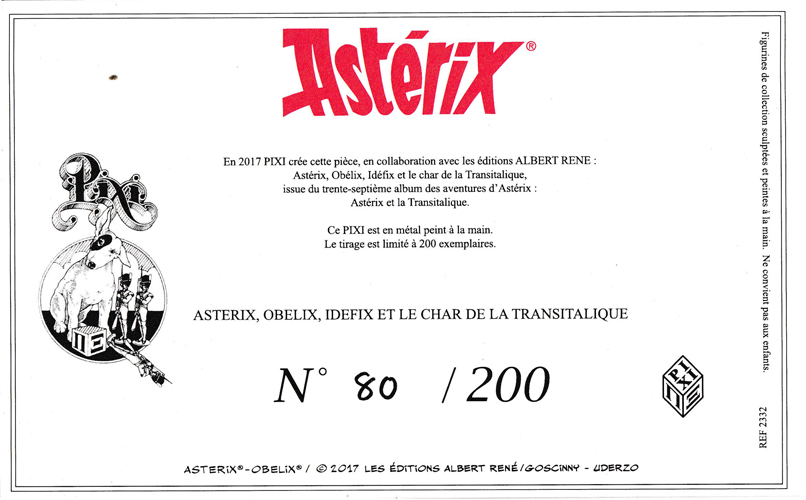 Astérix®
En 2017 PIXI crée cette pièce, en collaboration avec les éditions ALBERT RENE :
Astérix, Obélix, Idéfix et le char de la Transitalique,
issue du trente-septième album des aventures d'Astérix :
Astérix et la Transitalique.
Ce PIXI est en métal peint à la main.
Le tirage est limité à 200 exemplaires.
Pixi
ASTERIX, OBELIX, IDEFIX ET LE CHAR DE LA TRANSITALIQUE
N° 80 / 200
PI
XI
ASTERIX®-OBELIX® / © 2017 LES ÉDITIONS ALBERT RENÉ/GOSCINNY - UDERZO
Figurines de collection sculptées et peintes à la main. Ne convient pas aux enfants.
REF 2332